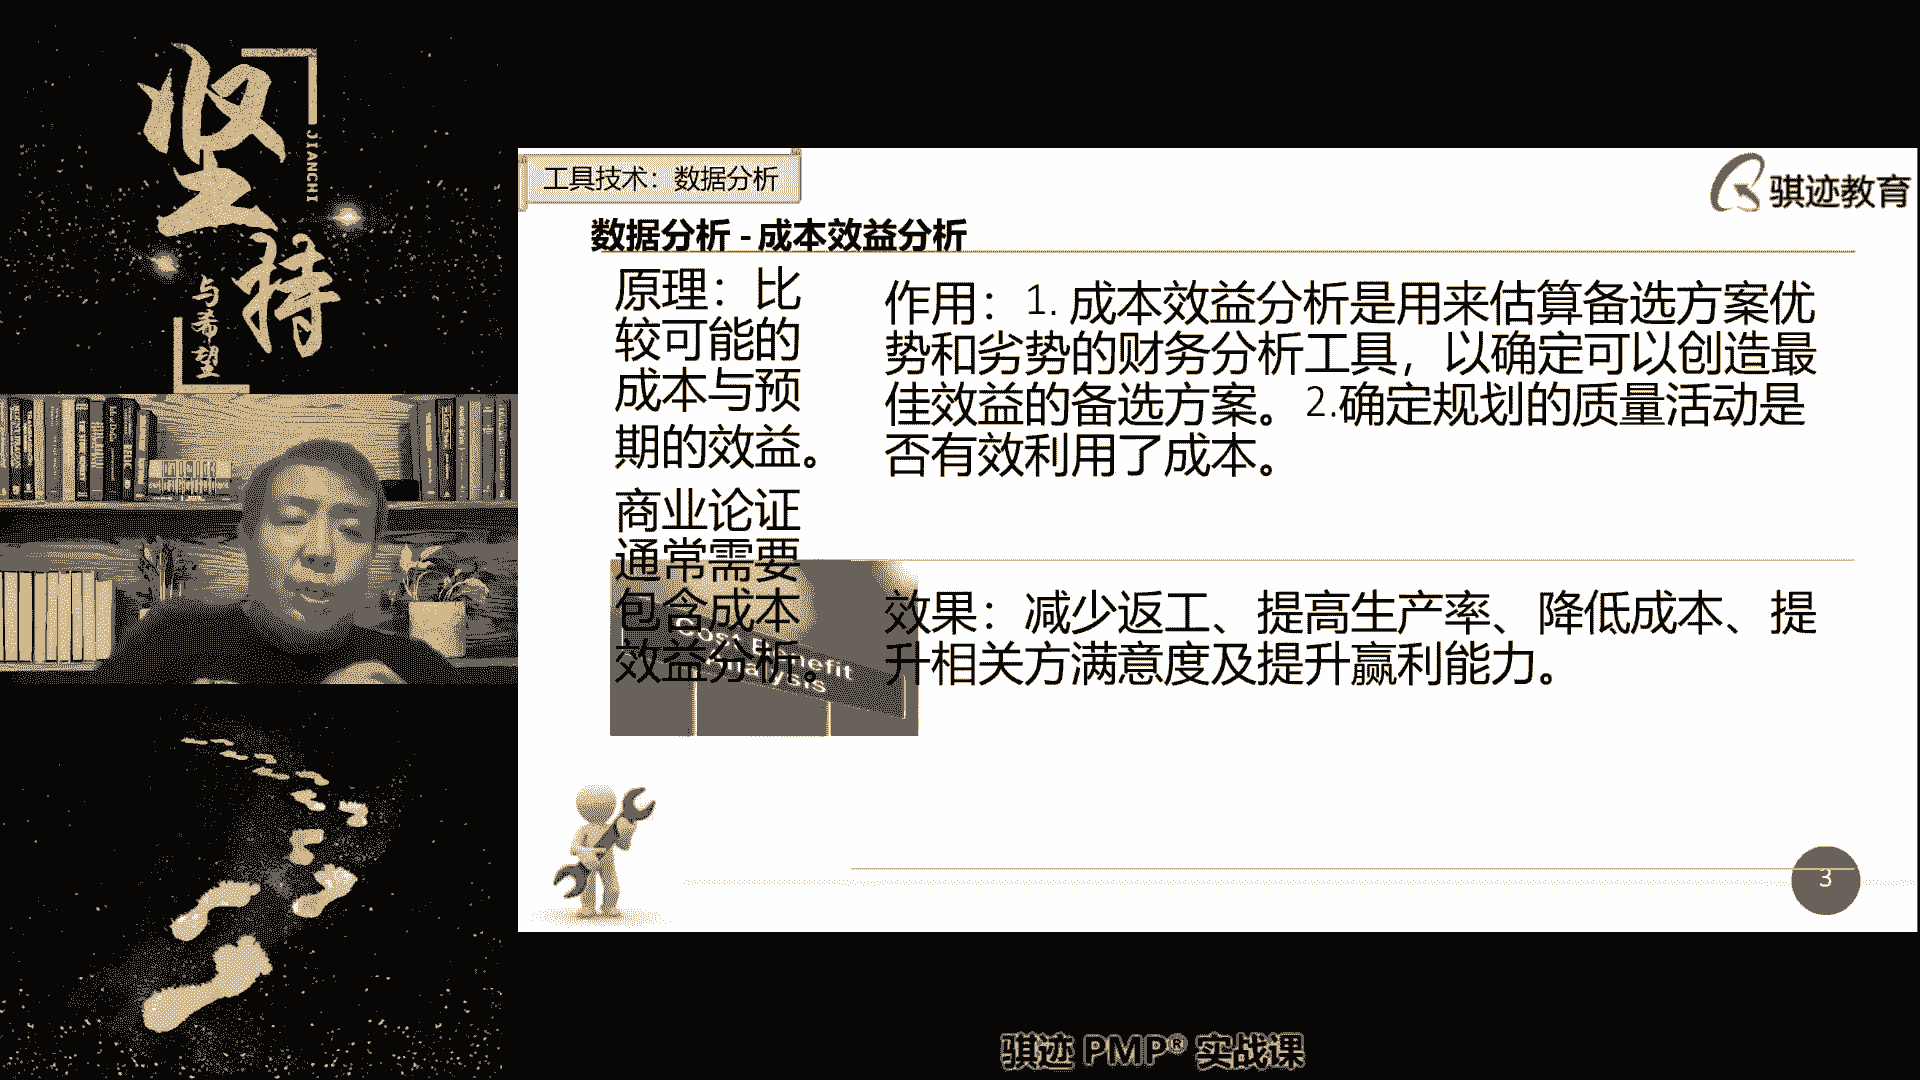 坚持
JIANCHI
与希望
工具技术：数据分析
骐迹教育
数据分析 - 成本效益分析
原理：比
较可能的
成本与预
期的效益。
商业论证
通常需要
包含成本
效益分析。
作用：1. 成本效益分析是用来估算备选方案优
势和劣势的财务分析工具，以确定可以创造最
佳效益的备选方案。2.确定规划的质量活动是
否有效利用了成本。
Cost Benefit
Analysis
效果：减少返工、提高生产率、降低成本、提
升相关方满意度及提升赢利能力。
3
骐迹 PMP® 实战课